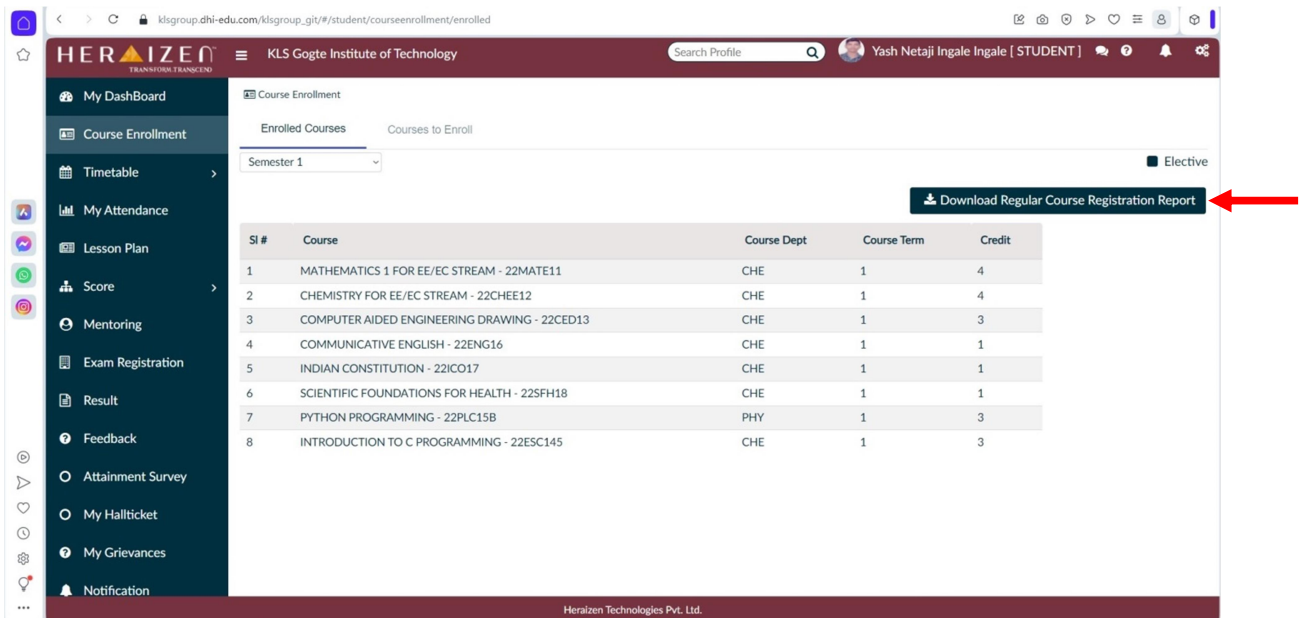 klsgroup.dhi-edu.com/klsgroup_git/#/student/courseenrollment/enrolled
HERAIZEN
TRANSFORM.TRANSCEND
KLS Gogte Institute of Technology
Search Profile
Yash Netaji Ingale Ingale [ STUDENT ]
My DashBoard
Course Enrollment
Timetable
My Attendance
Lesson Plan
Score
Mentoring
Exam Registration
Result
Feedback
Attainment Survey
My Hallticket
My Grievances
Notification
Course Enrollment
Enrolled Courses Courses to Enroll
Semester 1
Elective
Download Regular Course Registration Report
Sl # Course Course Dept Course Term Credit
1 MATHEMATICS 1 FOR EE/EC STREAM - 22MATE11 CHE 1 4
2 CHEMISTRY FOR EE/EC STREAM - 22CHEE12 CHE 1 4
3 COMPUTER AIDED ENGINEERING DRAWING - 22CED13 CHE 1 3
4 COMMUNICATIVE ENGLISH - 22ENG16 CHE 1 1
5 INDIAN CONSTITUTION - 22ICO17 CHE 1 1
6 SCIENTIFIC FOUNDATIONS FOR HEALTH - 22SFH18 CHE 1 1
7 PYTHON PROGRAMMING - 22PLC15B PHY 1 3
8 INTRODUCTION TO C PROGRAMMING - 22ESC145 CHE 1 3
Heraizen Technologies Pvt. Ltd.